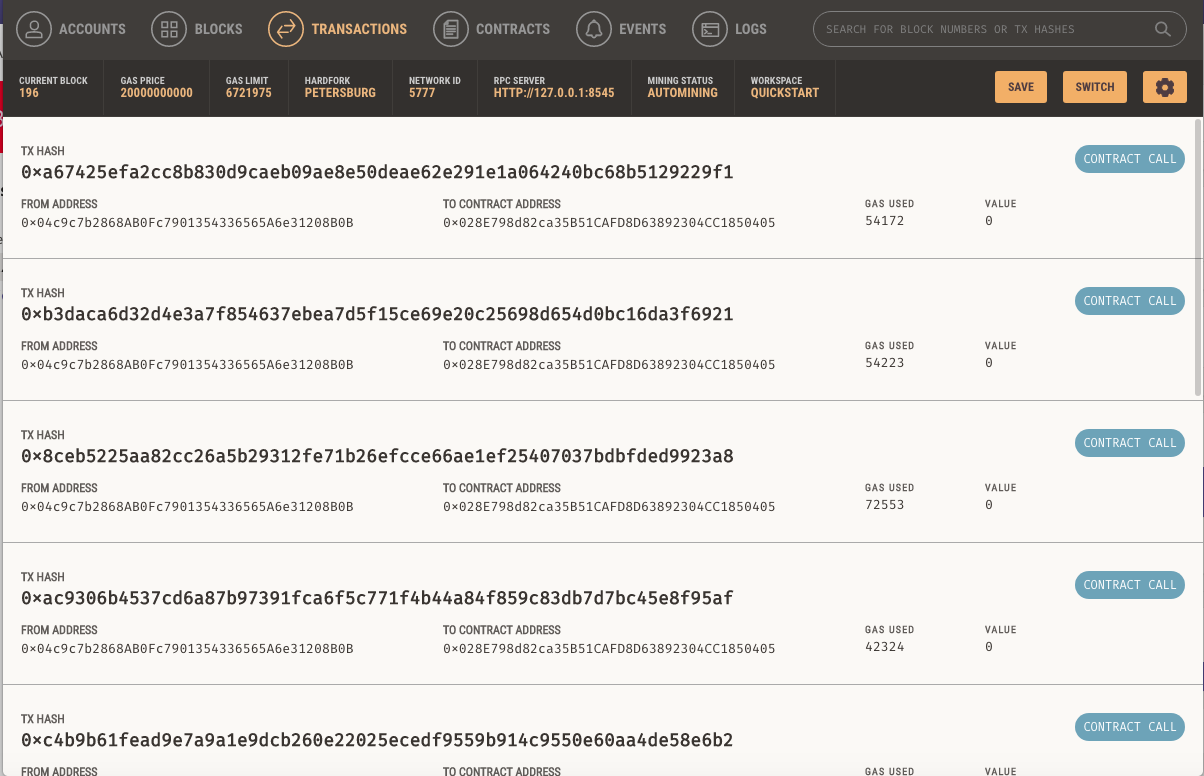 ACCOUNTS BLOCKS TRANSACTIONS CONTRACTS EVENTS LOGS SEARCH FOR BLOCK NUMBERS OR TX HASHES
CURRENT BLOCK GAS PRICE GAS LIMIT HARDFORK NETWORK ID RPC SERVER MINING STATUS WORKSPACE
196 20000000000 6721975 PETERSBURG 5777 HTTP://127.0.0.1:8545 AUTOMINING QUICKSTART SAVE SWITCH
TX HASH
0×a67425efa2cc8b830d9caeb09ae8e50deae62e291e1a064240bc68b5129229f1 CONTRACT CALL
FROM ADDRESS TO CONTRACT ADDRESS GAS USED VALUE
0×04c9c7b2868AB0Fc7901354336565A6e31208B0B 0×028E798d82ca35B51CAFD8D63892304CC1850405 54172 0
TX HASH
0×b3daca6d32d4e3a7f854637ebea7d5f15ce69e20c25698d654d0bc16da3f6921 CONTRACT CALL
FROM ADDRESS TO CONTRACT ADDRESS GAS USED VALUE
0×04c9c7b2868AB0Fc7901354336565A6e31208B0B 0×028E798d82ca35B51CAFD8D63892304CC1850405 54223 0
TX HASH
0×8ceb5225aa82cc26a5b29312fe71b26efcce66ae1ef25407037bdbfded9923a8 CONTRACT CALL
FROM ADDRESS TO CONTRACT ADDRESS GAS USED VALUE
0×04c9c7b2868AB0Fc7901354336565A6e31208B0B 0×028E798d82ca35B51CAFD8D63892304CC1850405 72553 0
TX HASH
0×ac9306b4537cd6a87b97391fca6f5c771f4b44a84f859c83db7d7bc45e8f95af CONTRACT CALL
FROM ADDRESS TO CONTRACT ADDRESS GAS USED VALUE
0×04c9c7b2868AB0Fc7901354336565A6e31208B0B 0×028E798d82ca35B51CAFD8D63892304CC1850405 42324 0
TX HASH
0×c4b9b61fead9e7a9a1e9dcb260e22025ecedf9559b914c9550e60aa4de58e6b2 CONTRACT CALL
FROM ADDRESS TO CONTRACT ADDRESS GAS USED VALUE